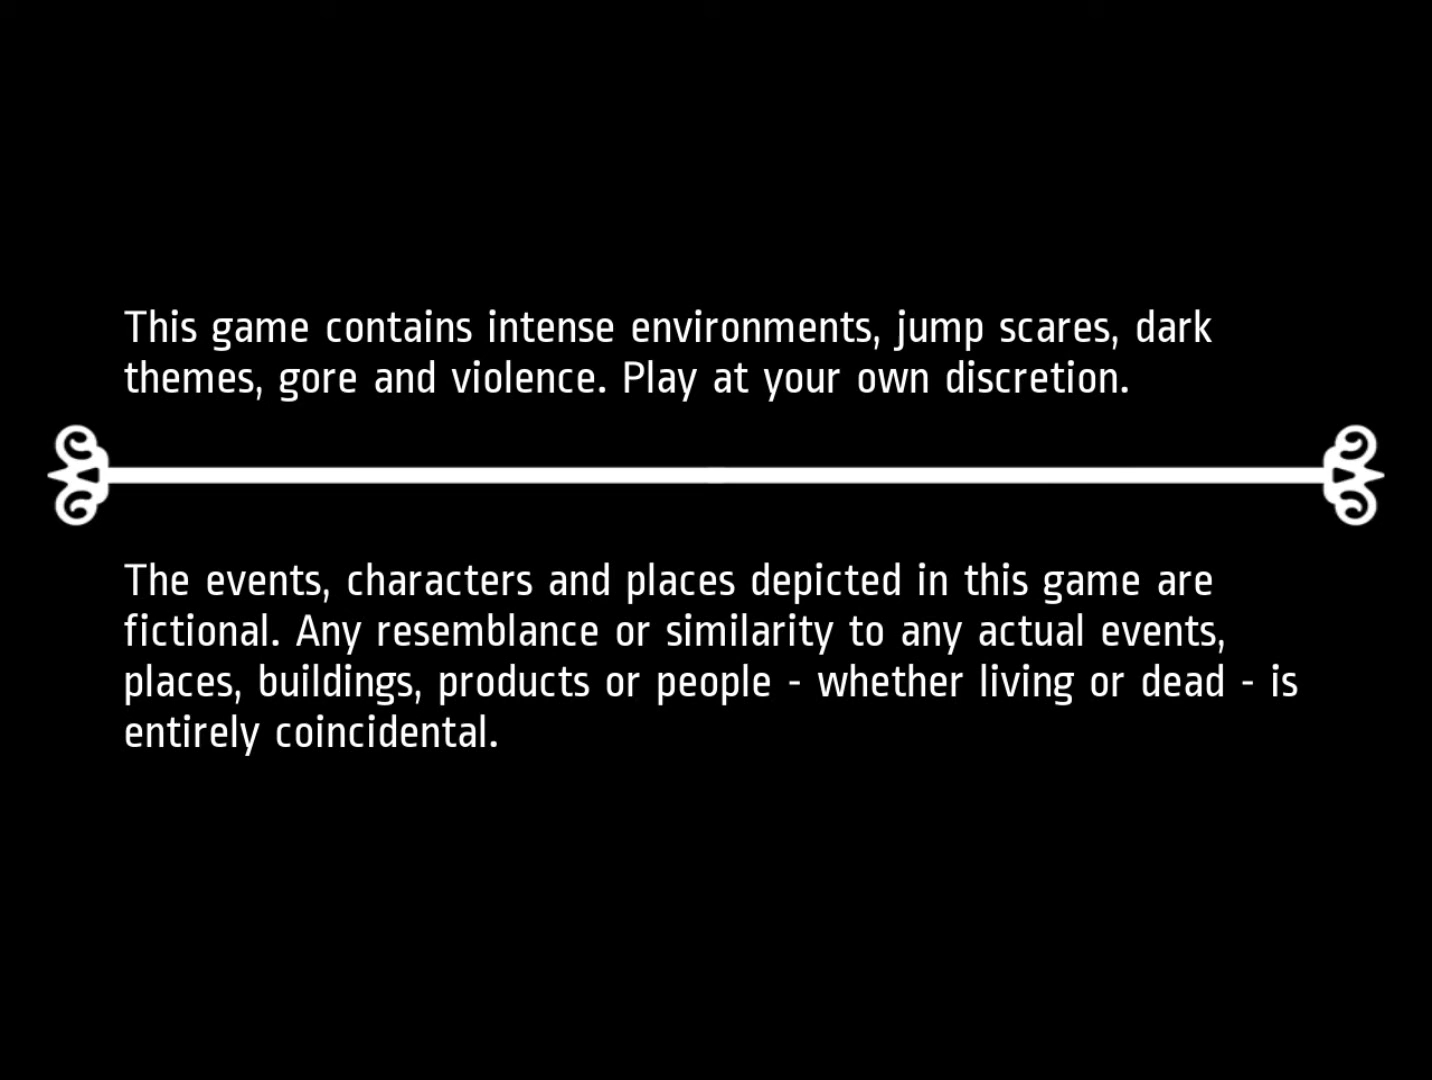 This game contains intense environments, jump scares, dark
themes, gore and violence. Play at your own discretion.
The events, characters and places depicted in this game are
fictional. Any resemblance or similarity to any actual events,
places, buildings, products or people - whether living or dead - is
entirely coincidental.